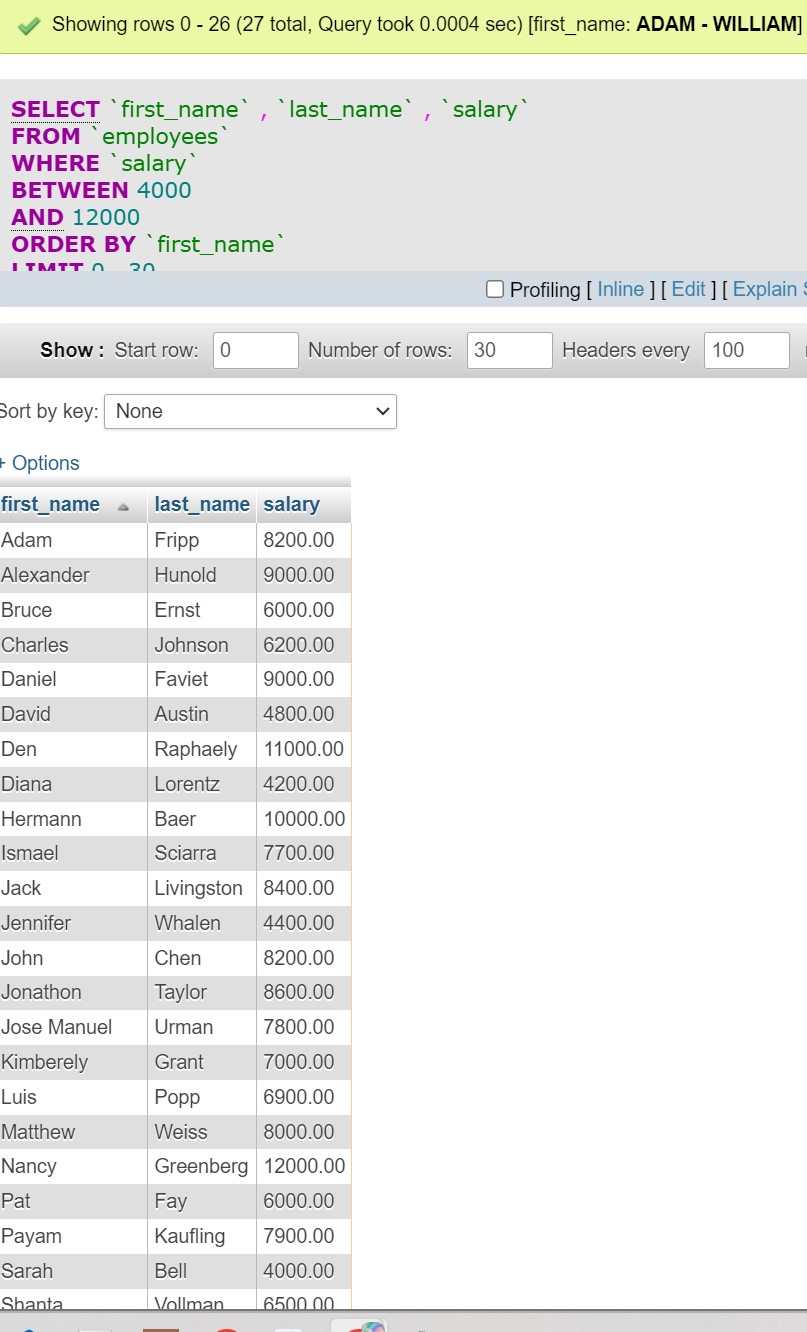 Showing rows 0 - 26 (27 total, Query took 0.0004 sec) [first_name: ADAM - WILLIAM]
SELECT `first_name` , `last_name` , `salary`
FROM `employees`
WHERE `salary`
BETWEEN 4000
AND 12000
ORDER BY `first_name`
LIMIT 0 , 30
Profiling [ Inline ] [ Edit ] [ Explain S
Show : Start row: 0 Number of rows: 30 Headers every 100
Sort by key: None
+ Options
first_name last_name salary
Adam Fripp 8200.00
Alexander Hunold 9000.00
Bruce Ernst 6000.00
Charles Johnson 6200.00
Daniel Faviet 9000.00
David Austin 4800.00
Den Raphaely 11000.00
Diana Lorentz 4200.00
Hermann Baer 10000.00
Ismael Sciarra 7700.00
Jack Livingston 8400.00
Jennifer Whalen 4400.00
John Chen 8200.00
Jonathon Taylor 8600.00
Jose Manuel Urman 7800.00
Kimberely Grant 7000.00
Luis Popp 6900.00
Matthew Weiss 8000.00
Nancy Greenberg 12000.00
Pat Fay 6000.00
Payam Kaufling 7900.00
Sarah Bell 4000.00
Shanta Vollman 6500.00